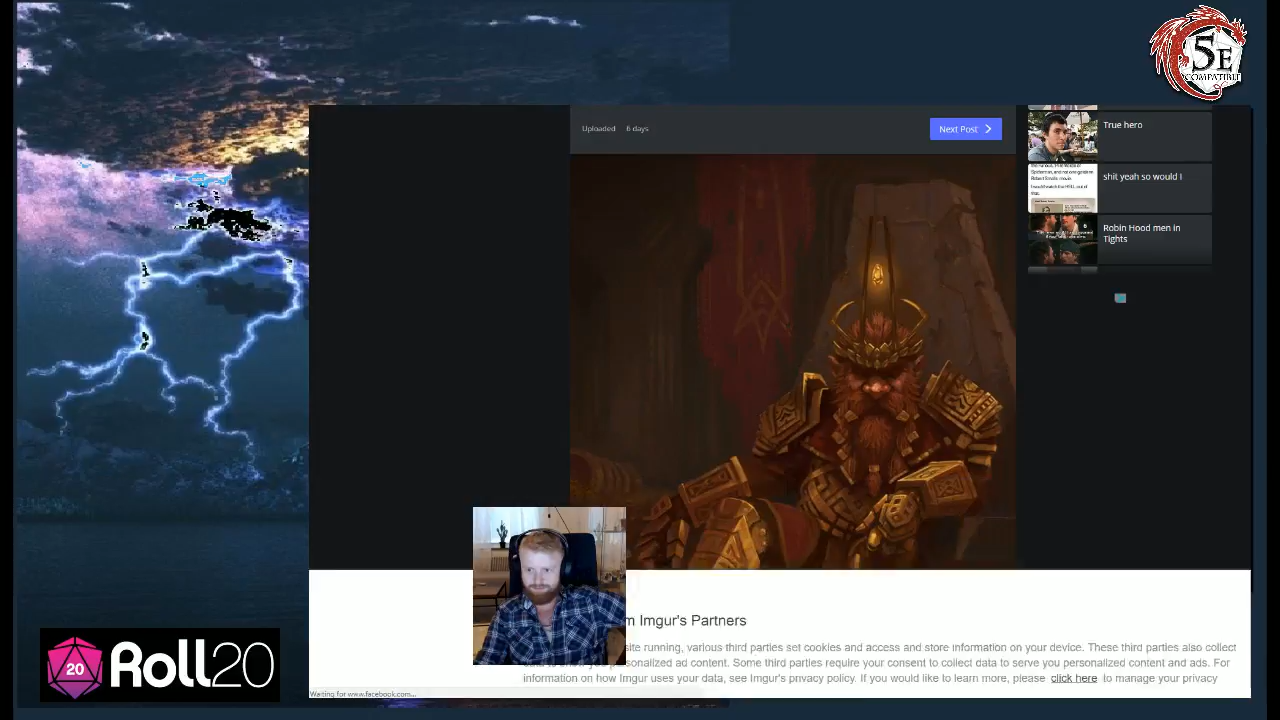 5E
COMPATIBLE
Uploaded 6 days
Next Post
True hero
shit yeah so would I
Robin Hood men in
Tights
m Imgur's Partners
site running, various third parties set cookies and access and store information on your device. These third parties also collect
personalized ad content. Some third parties require your consent to collect data to serve you personalized content and ads. For
information on how Imgur uses your data, see Imgur's privacy policy. If you would like to learn more, please click here to manage your privacy
Waiting for www.facebook.com...
20
Roll20